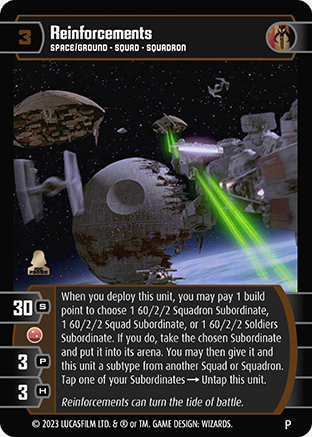 3
Reinforcements
SPACE/GROUND - SQUAD - SQUADRON
30 S
3 P
3 H
When you deploy this unit, you may pay 1 build
point to choose 1 60/2/2 Squadron Subordinate,
1 60/2/2 Squad Subordinate, or 1 60/2/2 Soldiers
Subordinate. If you do, take the chosen Subordinate
and put it into its arena. You may then give it and
this unit a subtype from another Squad or Squadron.
Tap one of your Subordinates → Untap this unit.
Reinforcements can turn the tide of battle.
© 2023 LUCASFILM LTD. & ® or TM. GAME DESIGN: WIZARDS.
P